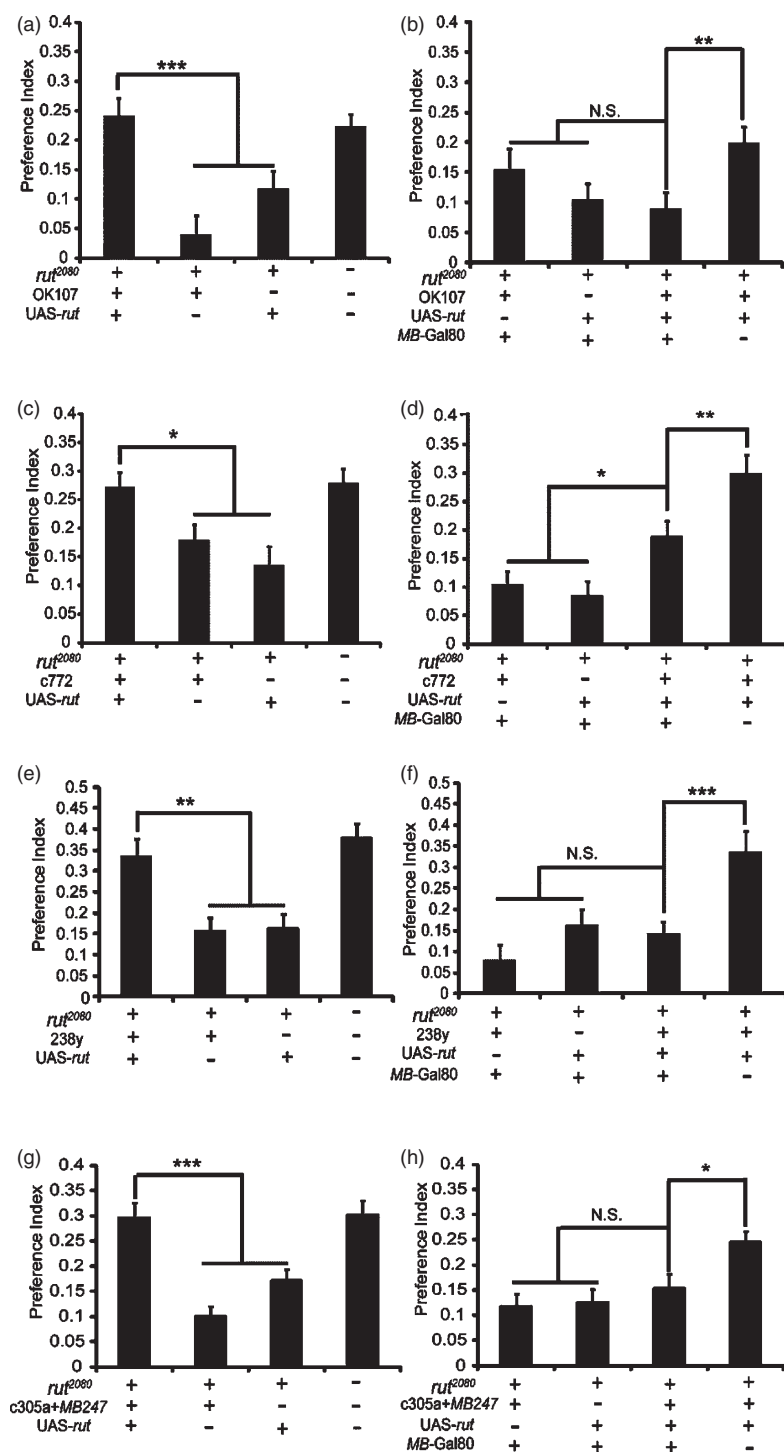 (a)
0.4
0.35
0.3
0.25
0.2
0.15
0.1
0.05
0
Preference Index
***
rut2080 + + + -
OK107 + + - -
UAS-rut + - + -
(b)
0.4
0.35
0.3
0.25
0.2
0.15
0.1
0.05
0
Preference Index
N.S.
**
rut2080 + + + +
OK107 + - + +
UAS-rut - + + +
MB-Gal80 + + + -
(c)
0.4
0.35
0.3
0.25
0.2
0.15
0.1
0.05
0
Preference Index
*
rut2080 + + + -
c772 + + - -
UAS-rut + - + -
(d)
0.4
0.35
0.3
0.25
0.2
0.15
0.1
0.05
0
Preference Index
*
**
rut2080 + + + +
c772 + - + +
UAS-rut - + + +
MB-Gal80 + + + -
(e)
0.5
0.45
0.4
0.35
0.3
0.25
0.2
0.15
0.1
0.05
0
Preference Index
**
rut2080 + + + -
238y + + - -
UAS-rut + - + -
(f)
0.5
0.45
0.4
0.35
0.3
0.25
0.2
0.15
0.1
0.05
0
Preference Index
N.S.
***
rut2080 + + + +
238y + - + +
UAS-rut - + + +
MB-Gal80 + + + -
(g)
0.4
0.35
0.3
0.25
0.2
0.15
0.1
0.05
0
Preference Index
***
rut2080 + + + -
c305a+MB247 + + - -
UAS-rut + - + -
(h)
0.4
0.35
0.3
0.25
0.2
0.15
0.1
0.05
0
Preference Index
N.S.
*
rut2080 + + + +
c305a+MB247 + - + +
UAS-rut - + + +
MB-Gal80 + + + -